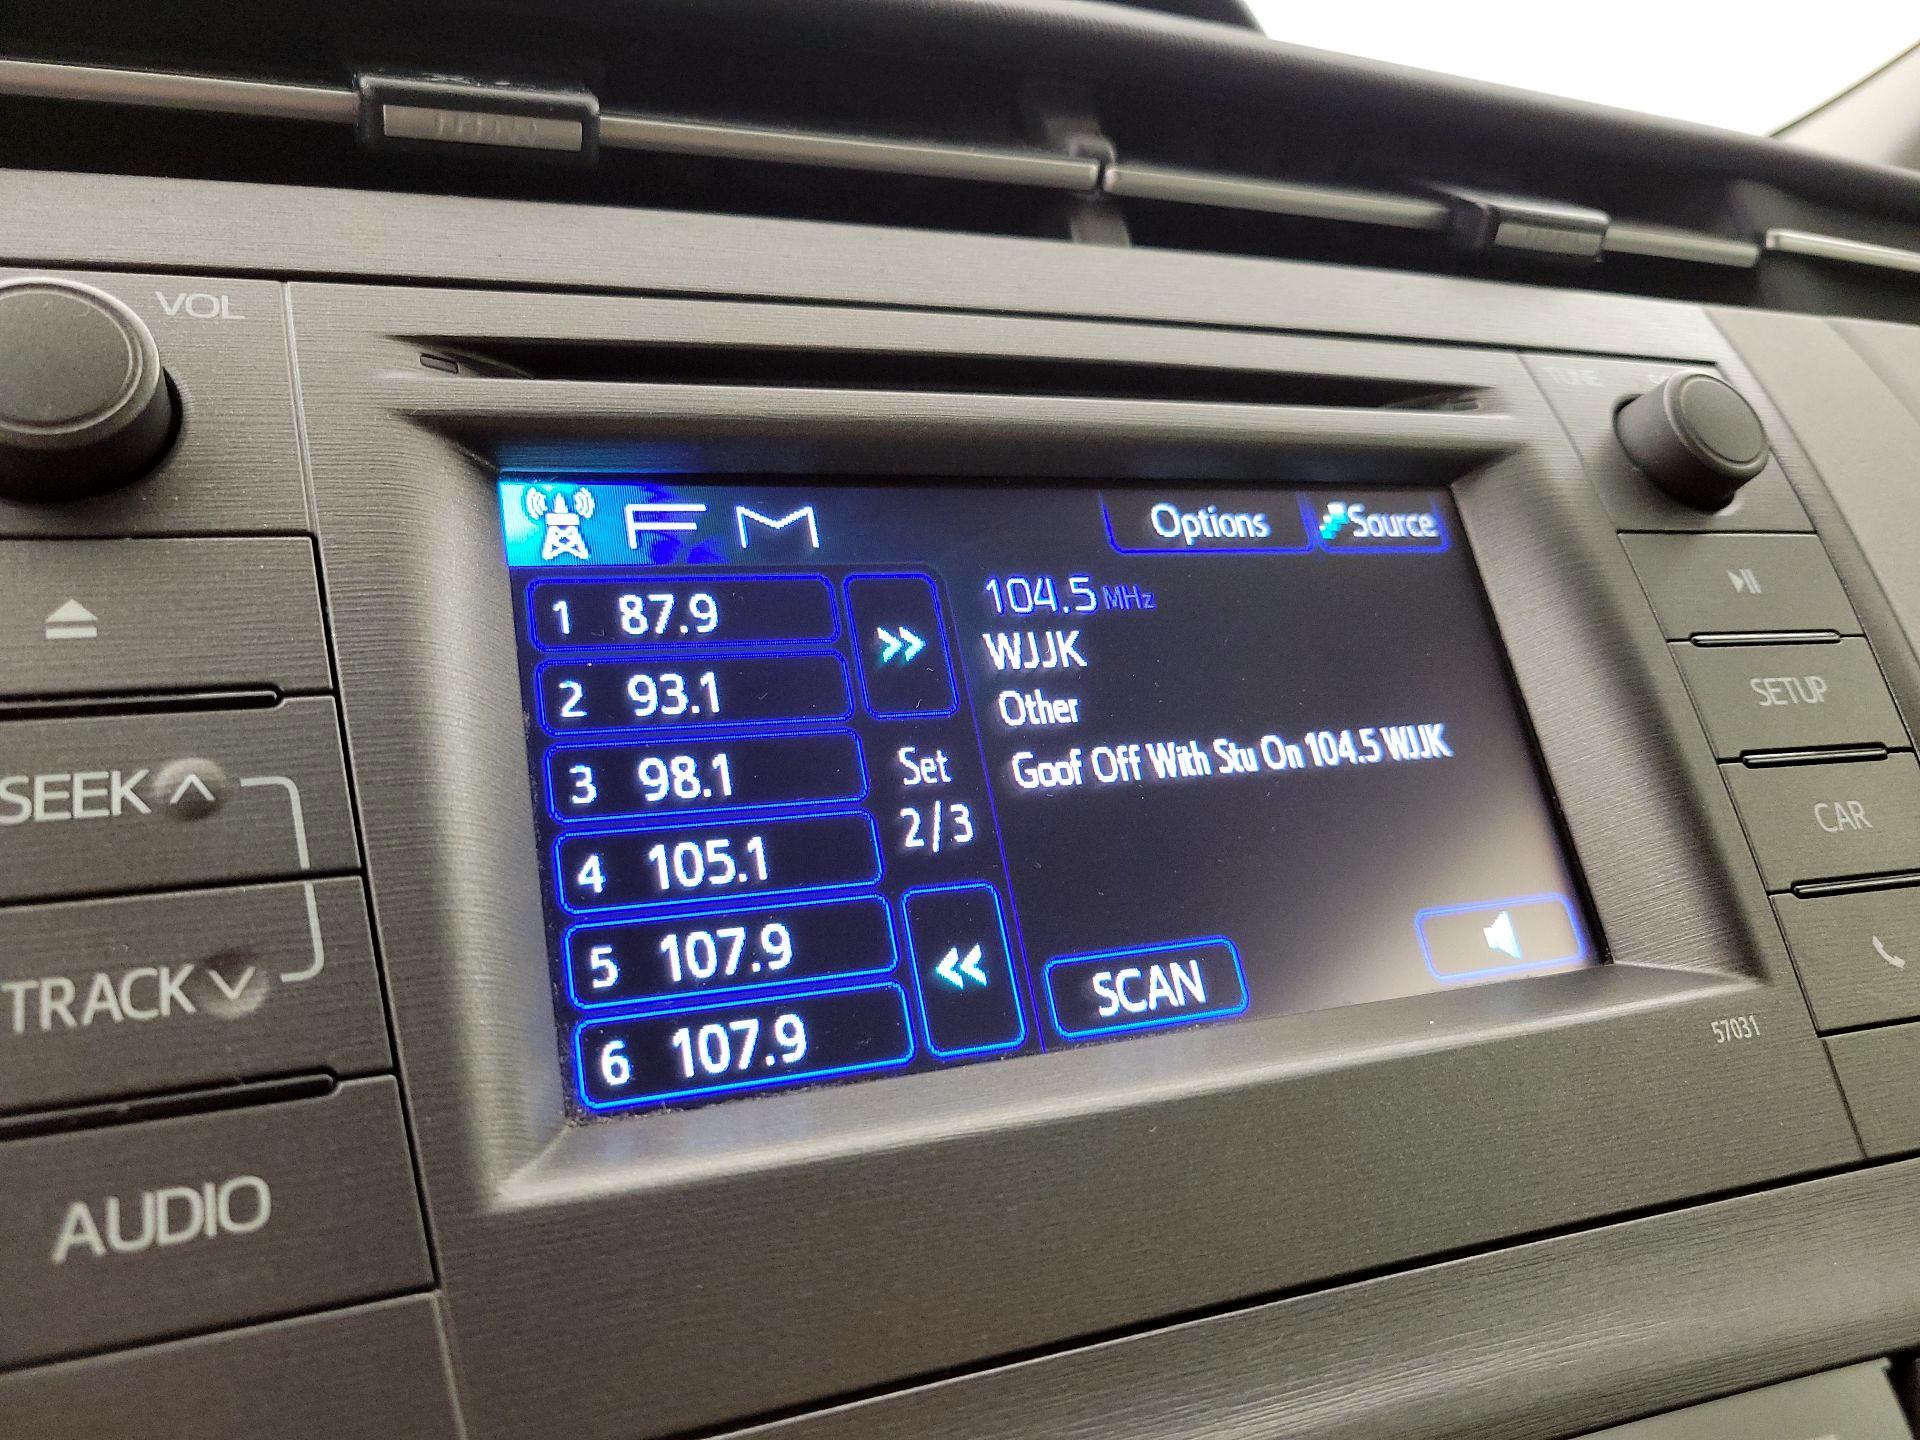 VOL
TUNE
FM
Options
Source
1 87.9
104.5 MHz
2 93.1
WJJK
3 98.1
Other
Set
2/3
Goof Off With Stu On 104.5 WJJK
4 105.1
5 107.9
6 107.9
SCAN
SEEK
TRACK
AUDIO
SETUP
CAR
57031